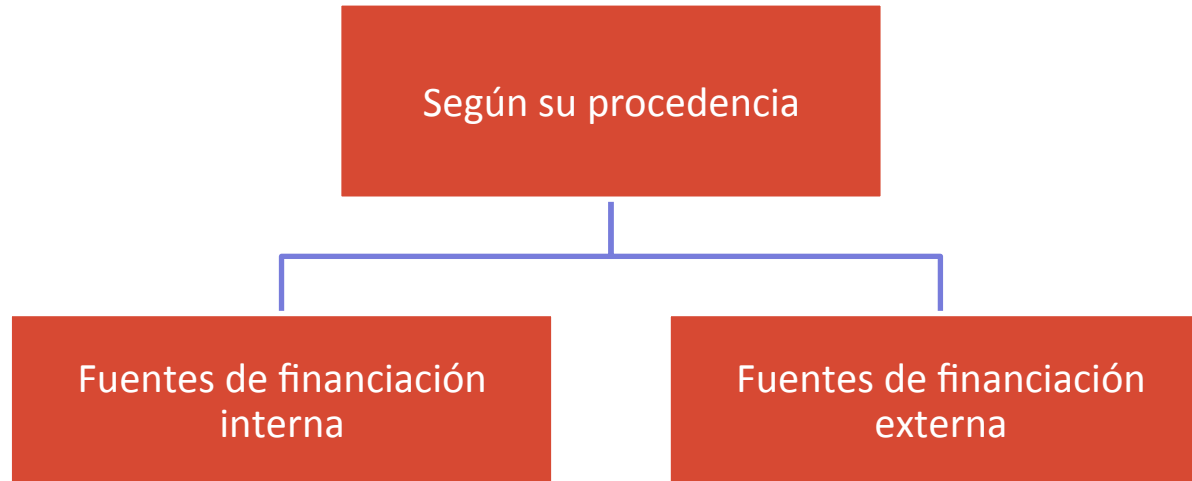 Según su procedencia
Fuentes de financiación
interna
Fuentes de financiación
externa